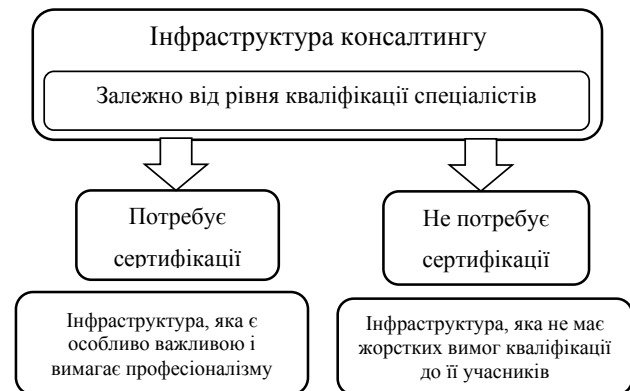 Інфраструктура консалтингу
Залежно від рівня кваліфікації спеціалістів
Потребує
сертифікації
Не потребує
сертифікації
Інфраструктура, яка є
особливо важливою і
вимагає професіоналізму
Інфраструктура, яка не має
жорстких вимог кваліфікації
до її учасників